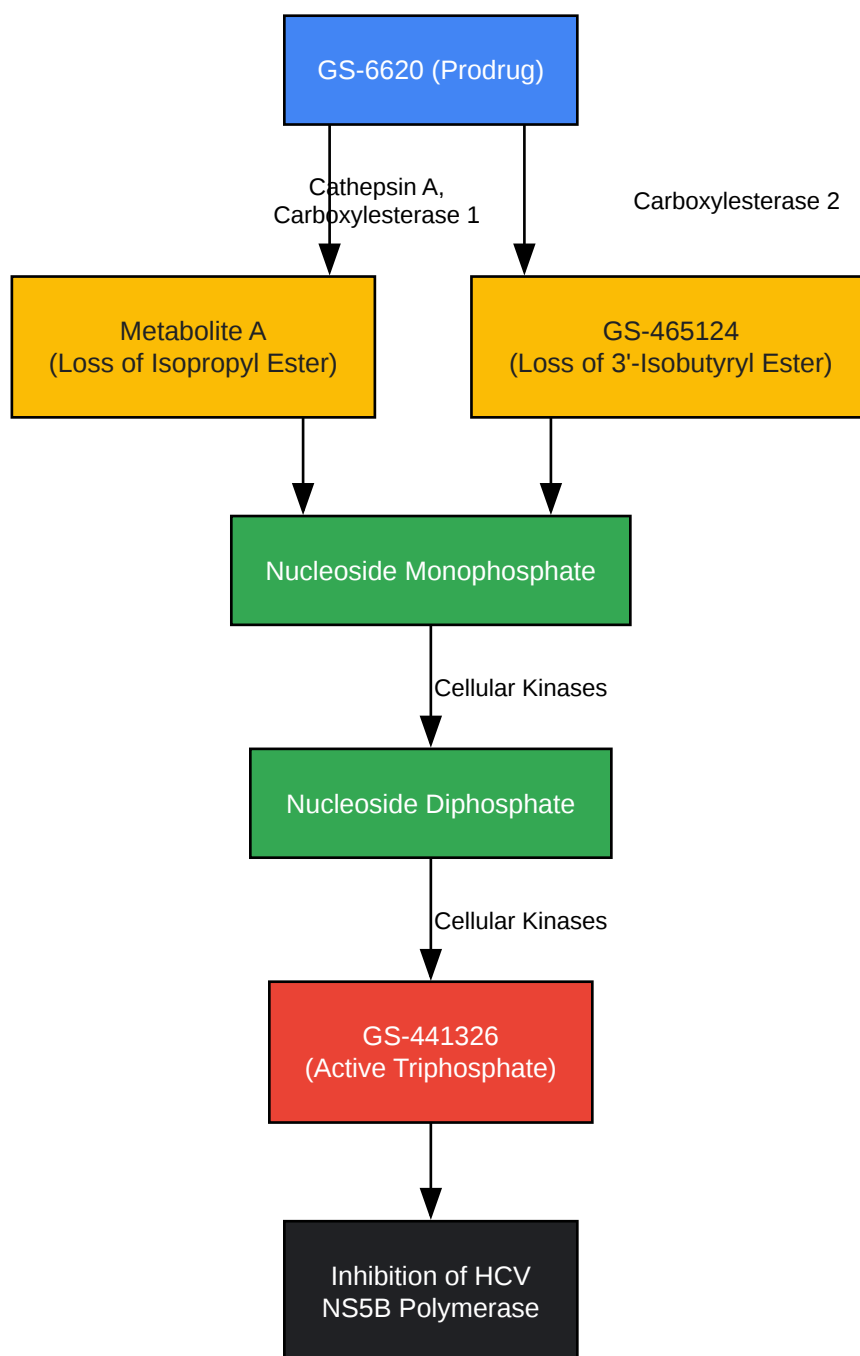 GS-6620 (Prodrug)
Cathepsin A,
Carboxylesterase 1
Carboxylesterase 2
Metabolite A
(Loss of Isopropyl Ester)
GS-465124
(Loss of 3'-Isobutyryl Ester)
Nucleoside Monophosphate
Cellular Kinases
Nucleoside Diphosphate
Cellular Kinases
GS-441326
(Active Triphosphate)
Inhibition of HCV
NS5B Polymerase